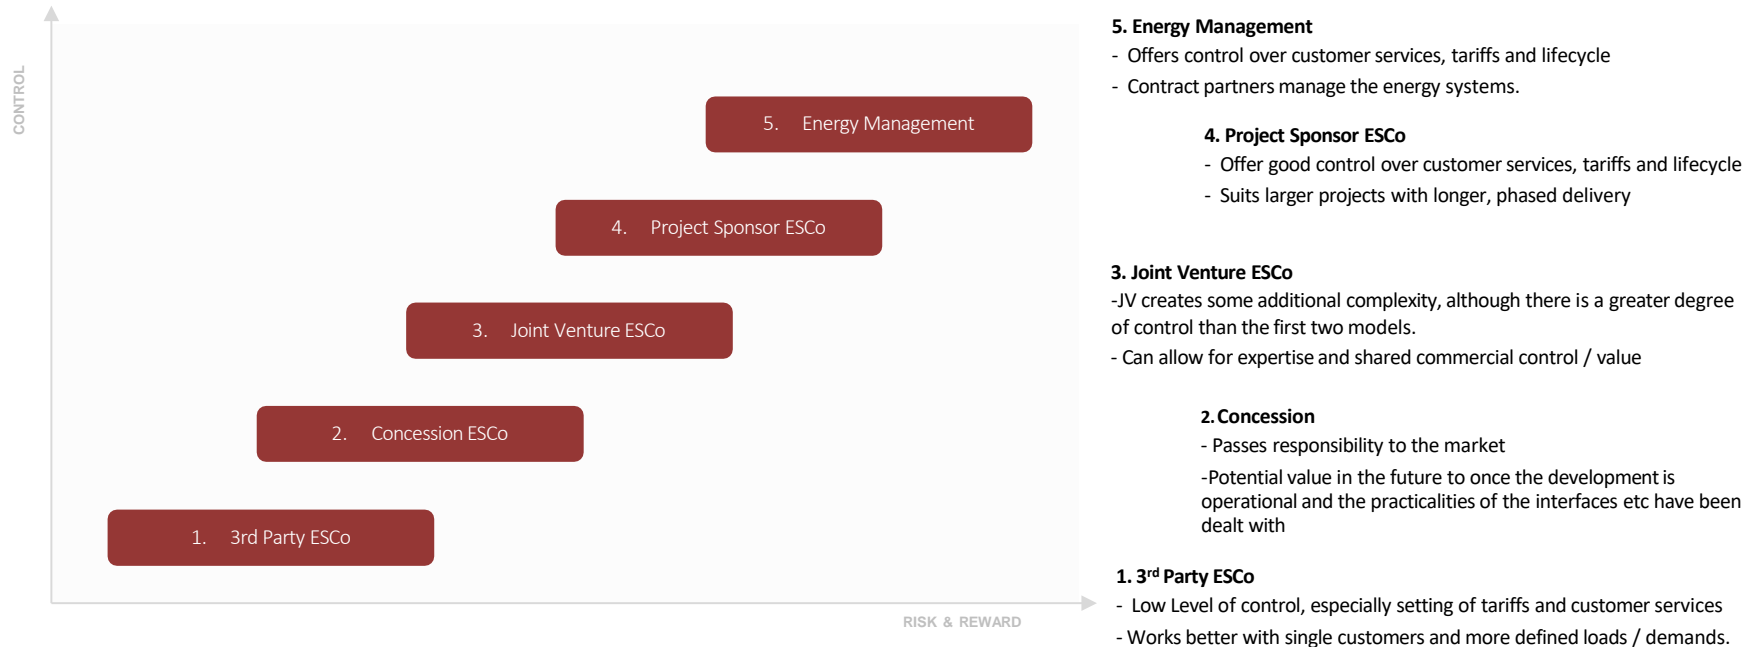 CONTROL
5. Energy Management
4. Project Sponsor ESCo
3. Joint Venture ESCo
2. Concession ESCo
1. 3rd Party ESCo
RISK & REWARD
5. Energy Management
- Offers control over customer services, tariffs and lifecycle
- Contract partners manage the energy systems.
4. Project Sponsor ESCo
- Offer good control over customer services, tariffs and lifecycle
- Suits larger projects with longer, phased delivery
3. Joint Venture ESCo
-JV creates some additional complexity, although there is a greater degree
of control than the first two models.
- Can allow for expertise and shared commercial control / value
2. Concession
- Passes responsibility to the market
-Potential value in the future to once the development is
operational and the practicalities of the interfaces etc have been
dealt with
1. 3rd Party ESCo
- Low Level of control, especially setting of tariffs and customer services
- Works better with single customers and more defined loads / demands.